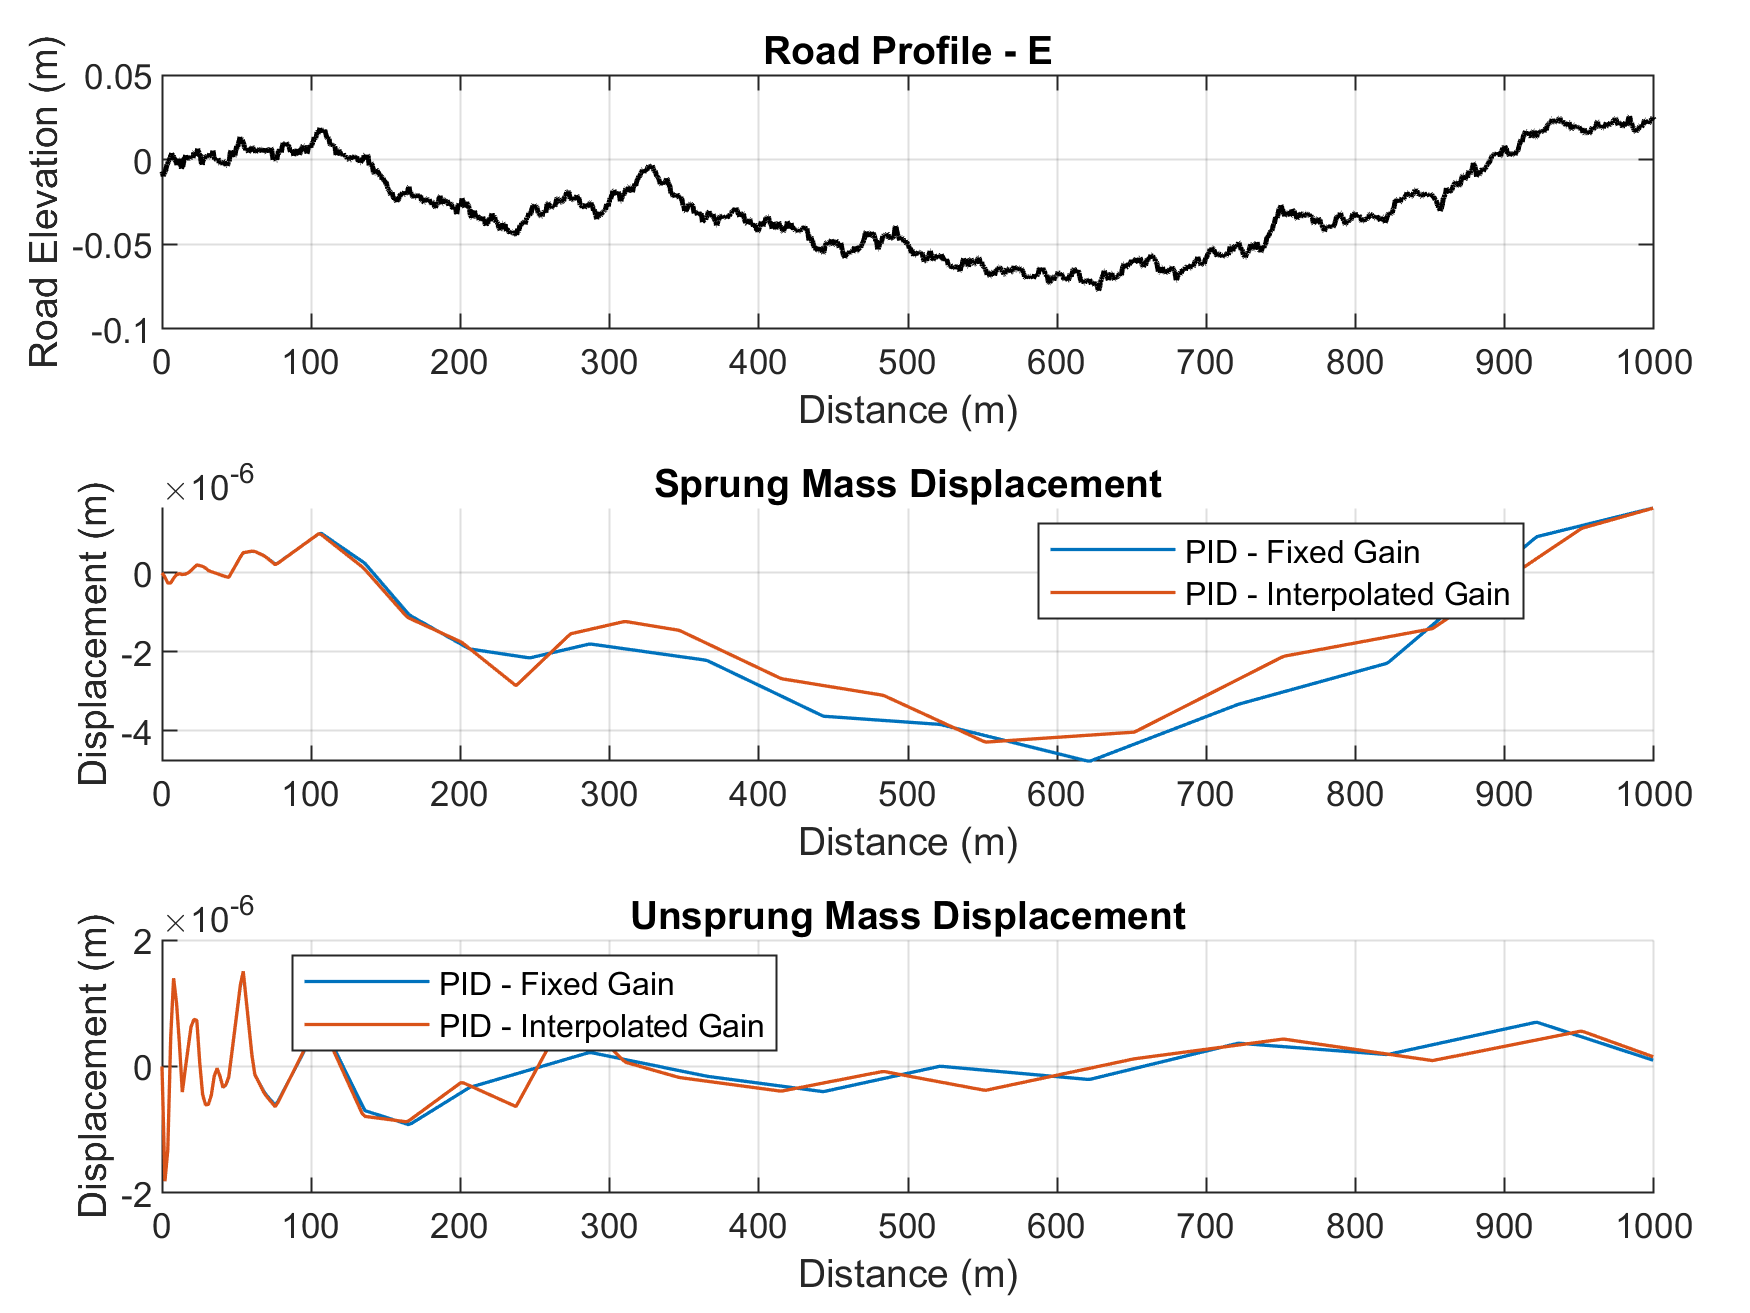 Road Profile - E
Road Elevation (m)
0.05
0
-0.05
-0.1
0 100 200 300 400 500 600 700 800 900 1000
Distance (m)
×10-6
Sprung Mass Displacement
Displacement (m)
0
-2
-4
PID - Fixed Gain
PID - Interpolated Gain
0 100 200 300 400 500 600 700 800 900 1000
Distance (m)
×10-6
Unsprung Mass Displacement
Displacement (m)
2
0
-2
PID - Fixed Gain
PID - Interpolated Gain
0 100 200 300 400 500 600 700 800 900 1000
Distance (m)